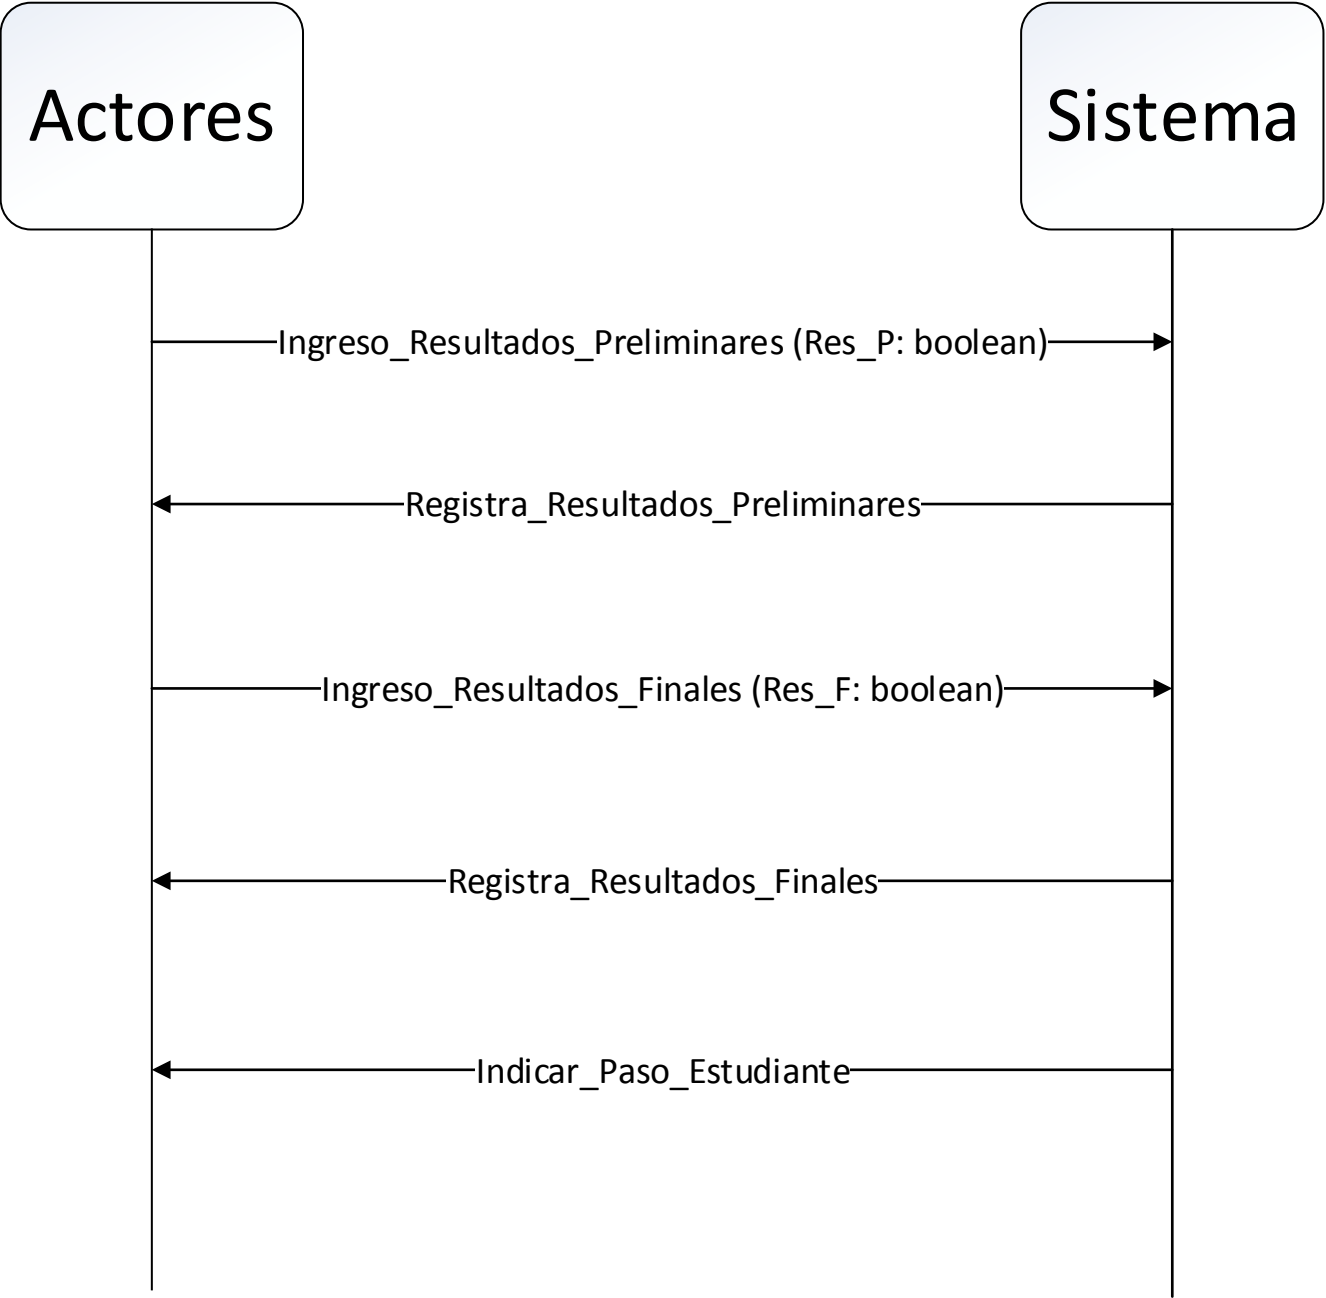 Actores
Sistema
Ingreso_Resultados_Preliminares (Res_P: boolean)
Registra_Resultados_Preliminares
Ingreso_Resultados_Finales (Res_F: boolean)
Registra_Resultados_Finales
Indicar_Paso_Estudiante